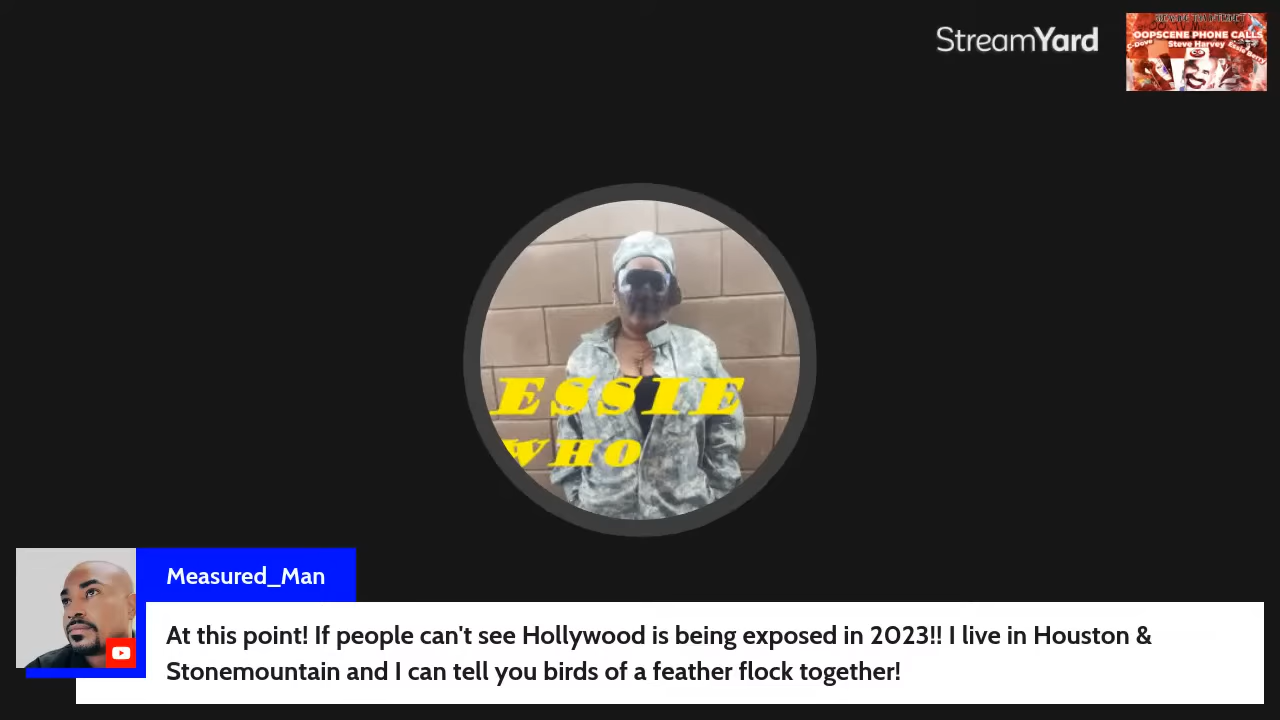 StreamYard
OOPSCENE PHONE CALLS
Steve Harvey
ESSIE
WHO
Measured_Man
At this point! If people can't see Hollywood is being exposed in 2023!! I live in Houston &
Stonemountain and I can tell you birds of a feather flock together!